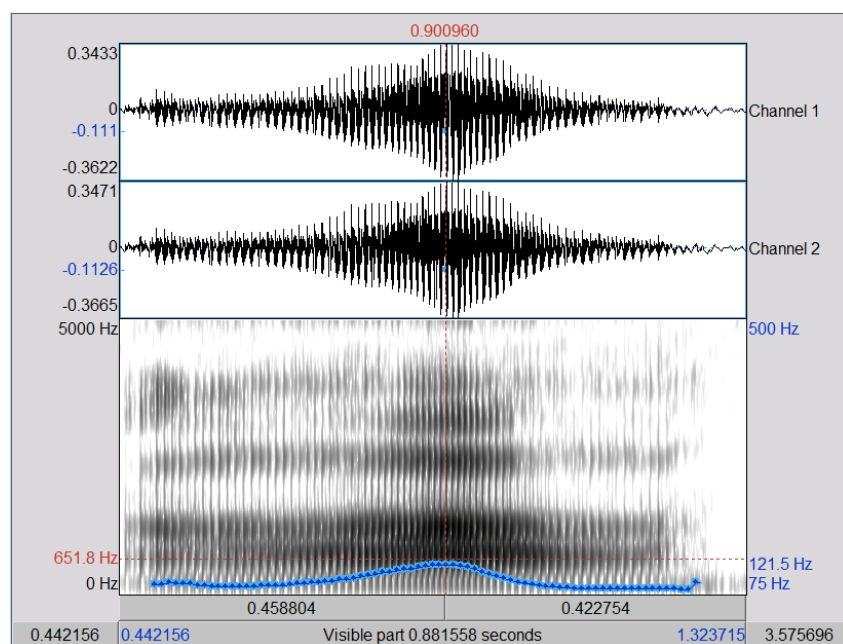 0.900960
0.3433
0
-0.111
-0.3622
Channel 1
0.3471
0
-0.1126
-0.3665
Channel 2
5000 Hz
500 Hz
651.8 Hz
0 Hz
121.5 Hz
75 Hz
0.458804 0.422754
0.442156 0.442156 Visible part 0.881558 seconds 1.323715 3.575696